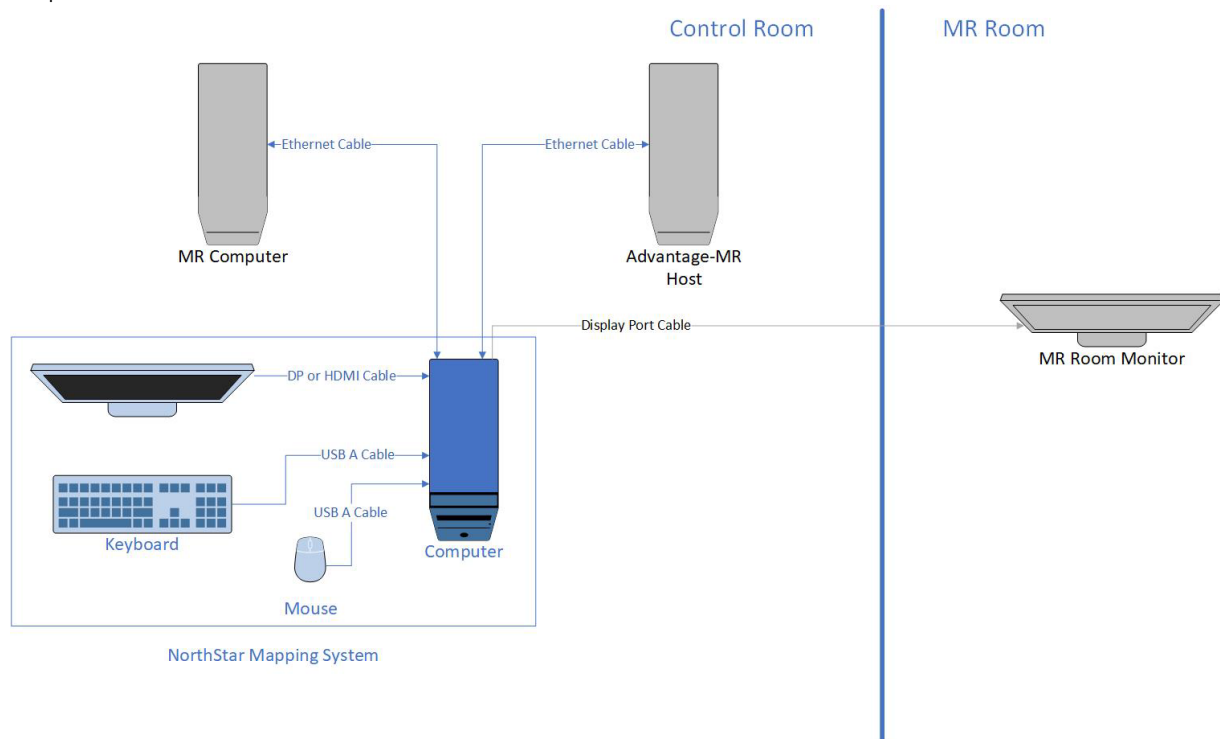 Control Room
MR Room
Ethernet Cable
Ethernet Cable
MR Computer
Advantage-MR
Host
Display Port Cable
MR Room Monitor
DP or HDMI Cable
USB A Cable
USB A Cable
Keyboard
Computer
Mouse
NorthStar Mapping System